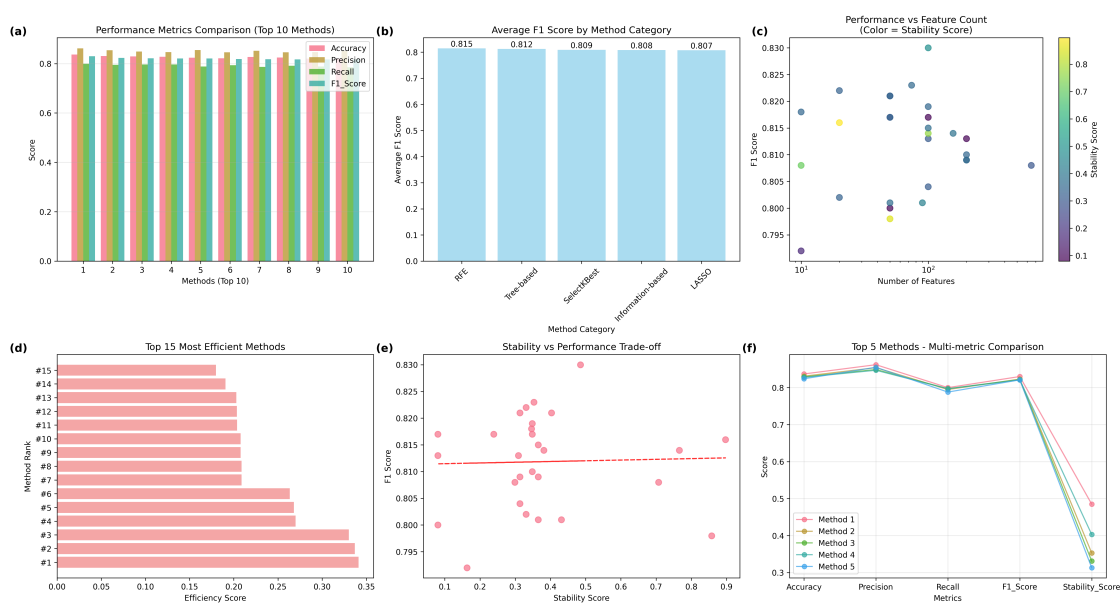 (a)
Performance Metrics Comparison (Top 10 Methods)
Accuracy
Precision
Recall
F1_Score
0.8
0.6
0.4
0.2
0.0
Score
1 2 3 4 5 6 7 8 9 10
Methods (Top 10)
(b)
Average F1 Score by Method Category
0.815 0.812 0.809 0.808 0.807
0.8
0.7
0.6
0.5
0.4
0.3
0.2
0.1
0.0
Average F1 Score
RFE
Tree-based
SelectKBest
Information-based
LASSO
Method Category
(c)
Performance vs Feature Count
(Color = Stability Score)
0.830
0.825
0.820
0.815
0.810
0.805
0.800
0.795
F1 Score
10¹ 10²
Number of Features
0.8
0.7
0.6
0.5
0.4
0.3
0.2
0.1
Stability Score
(d)
Top 15 Most Efficient Methods
#15
#14
#13
#12
#11
#10
#9
#8
#7
#6
#5
#4
#3
#2
#1
Method Rank
0.00 0.05 0.10 0.15 0.20 0.25 0.30 0.35
Efficiency Score
(e)
Stability vs Performance Trade-off
0.830
0.825
0.820
0.815
0.810
0.805
0.800
0.795
F1 Score
0.1 0.2 0.3 0.4 0.5 0.6 0.7 0.8 0.9
Stability Score
(f)
Top 5 Methods - Multi-metric Comparison
0.8
0.7
0.6
0.5
0.4
0.3
Score
Method 1
Method 2
Method 3
Method 4
Method 5
Accuracy Precision Recall F1_Score Stability_Score
Metrics